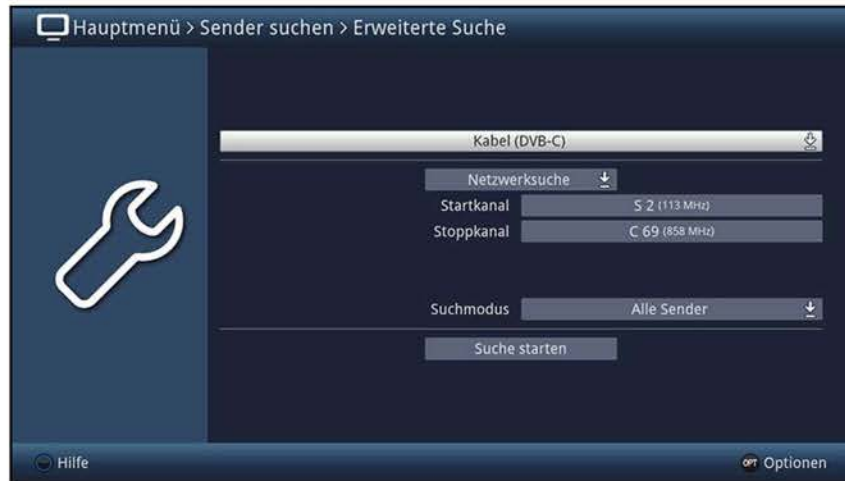 Hauptmenü > Sender suchen > Erweiterte Suche
Kabel (DVB-C)
Netzwerksuche
Startkanal S 2 (113 MHz)
Stoppkanal C 69 (858 MHz)
Suchmodus Alle Sender
Suche starten
Hilfe OPT Optionen